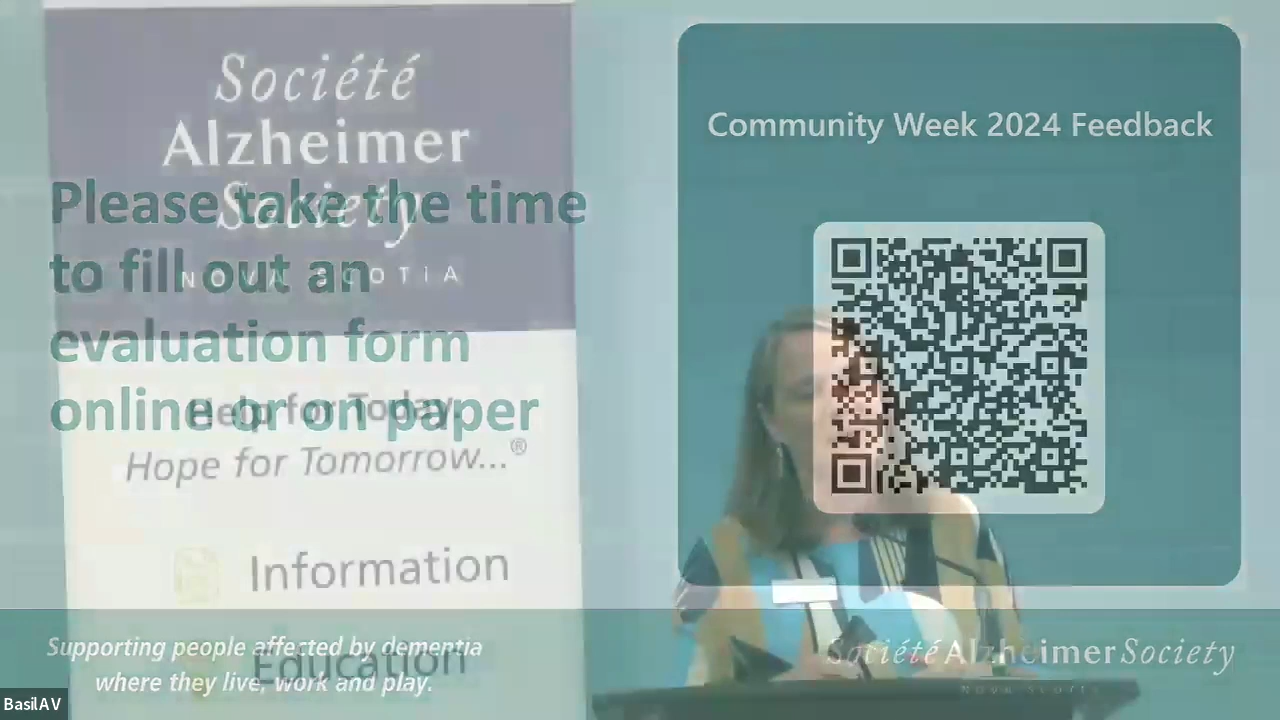 Société
Alzheimer
Society
NOVA SCOTIA
Help for Today.
Hope for Tomorrow...®
Information
Education
Please take the time
to fill out an
evaluation form
online or on paper
Community Week 2024 Feedback
Supporting people affected by dementia
where they live, work and play.
Société Alzheimer Society
Nova Scotia
BasilAV